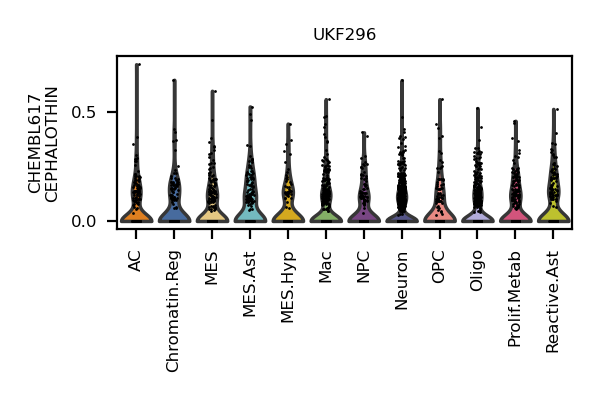 UKF296
CHEMBL617
CEPHALOTHIN
0.5
0.0
AC
Chromatin.Reg
MES
MES.Ast
MES.Hyp
Mac
NPC
Neuron
OPC
Oligo
Prolif.Metab
Reactive.Ast